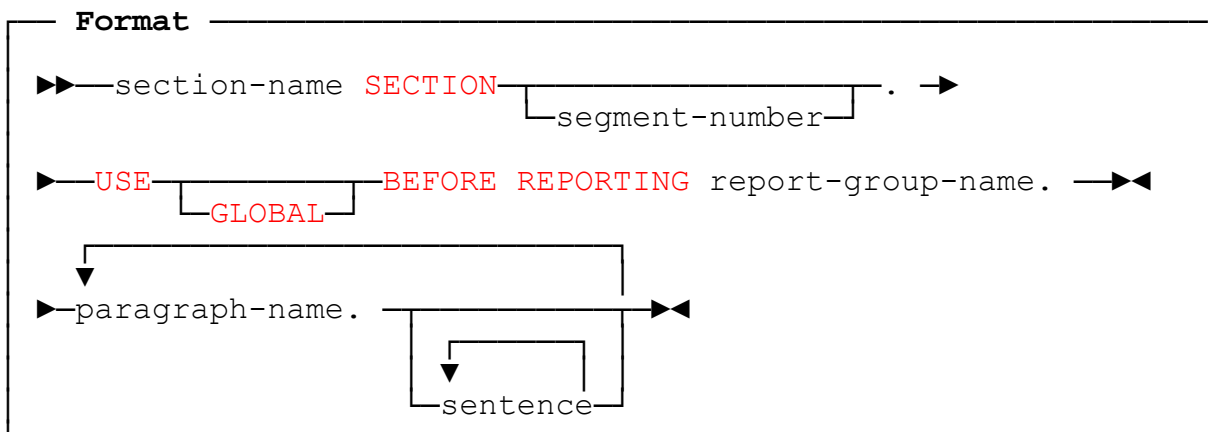 Format
section-name SECTION segment-number .
USE GLOBAL BEFORE REPORTING report-group-name.
paragraph-name. sentence